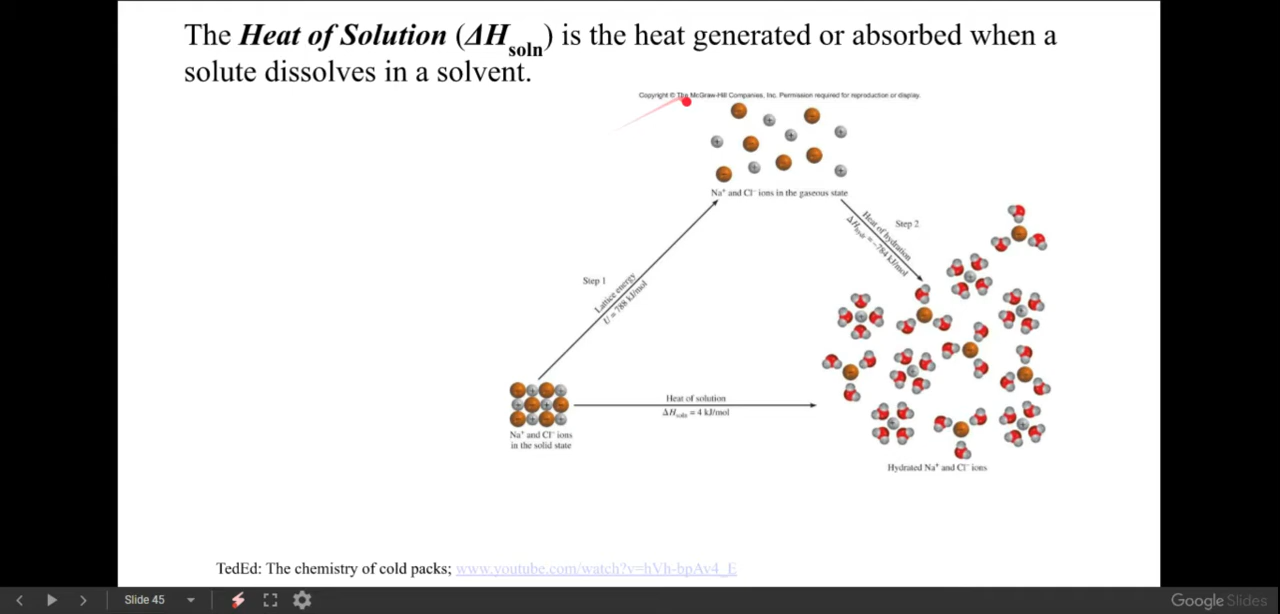 The Heat of Solution (ΔHsoln) is the heat generated or absorbed when a
solute dissolves in a solvent.
Copyright © The McGraw-Hill Companies, Inc. Permission required for reproduction or display.
Na+ and Cl- ions in the gaseous state
Step 2
Heat of hydration
ΔHhydr = -784 kJ/mol
Step 1
Lattice energy
U = 788 kJ/mol
Heat of solution
ΔHsoln = 4 kJ/mol
Na+ and Cl- ions
in the solid state
Hydrated Na+ and Cl- ions
TedEd: The chemistry of cold packs; www.youtube.com/watch?v=hVh-bpAv4_E
Slide 45
Google Slides